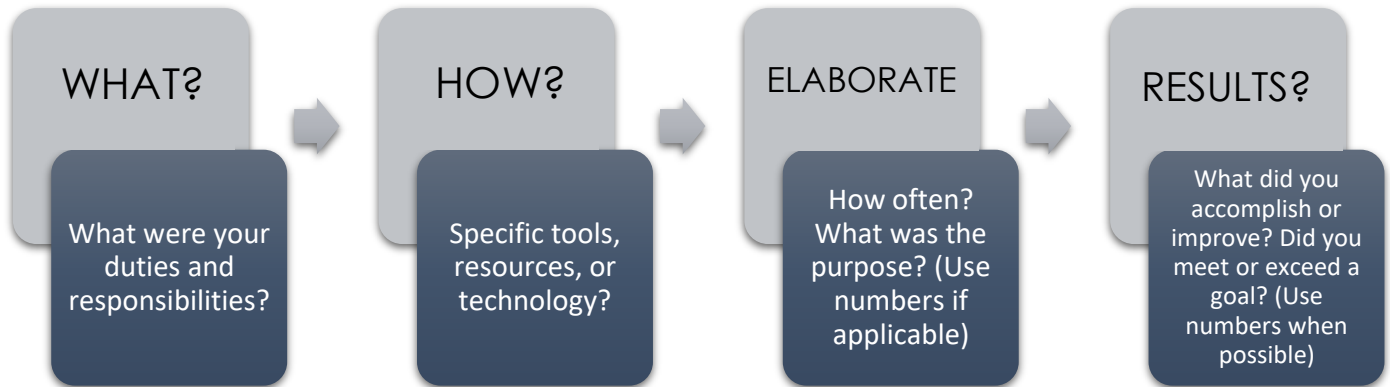 WHAT?
What were your
duties and
responsibilities?
HOW?
Specific tools,
resources, or
technology?
ELABORATE
How often?
What was the
purpose? (Use
numbers if
applicable)
RESULTS?
What did you
accomplish or
improve? Did you
meet or exceed a
goal? (Use
numbers when
possible)